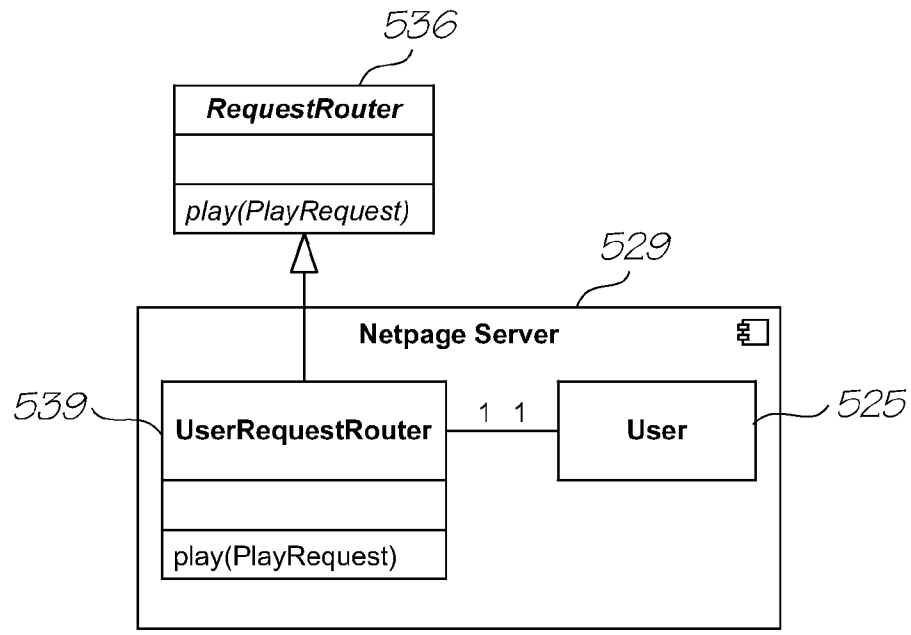 536
RequestRouter
play(PlayRequest)
529
Netpage Server
539
UserRequestRouter
1 1
User
525
play(PlayRequest)